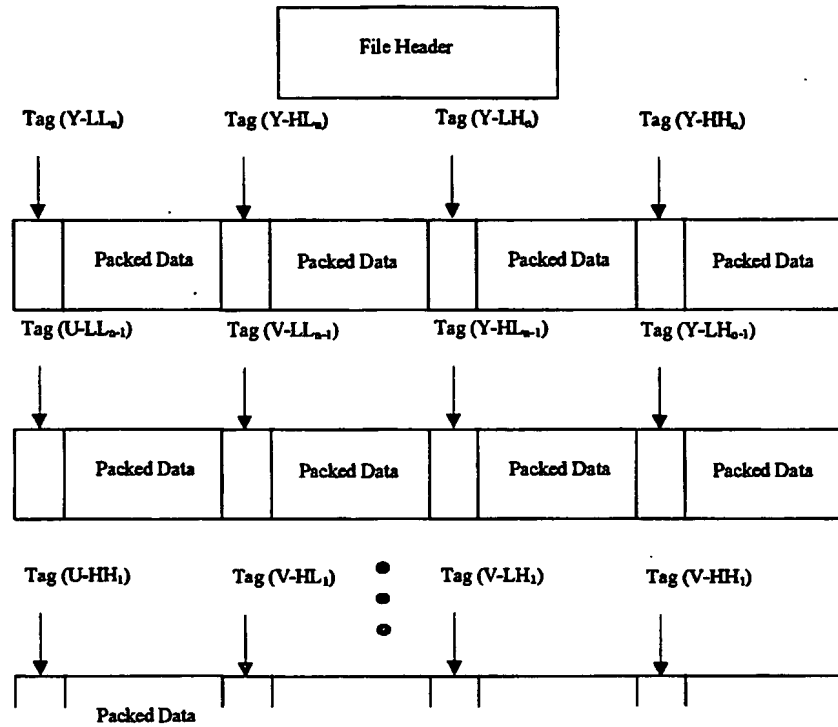 File Header
Tag (Y-LLₙ) Tag (Y-HLₙ) Tag (Y-LHₙ) Tag (Y-HHₙ)
Packed Data Packed Data Packed Data Packed Data
Tag (U-LLₙ₋₁) Tag (V-LLₙ₋₁) Tag (Y-HLₙ₋₁) Tag (Y-LHₙ₋₁)
Packed Data Packed Data Packed Data Packed Data
Tag (U-HH₁) Tag (V-HL₁) Tag (V-LH₁) Tag (V-HH₁)
Packed Data